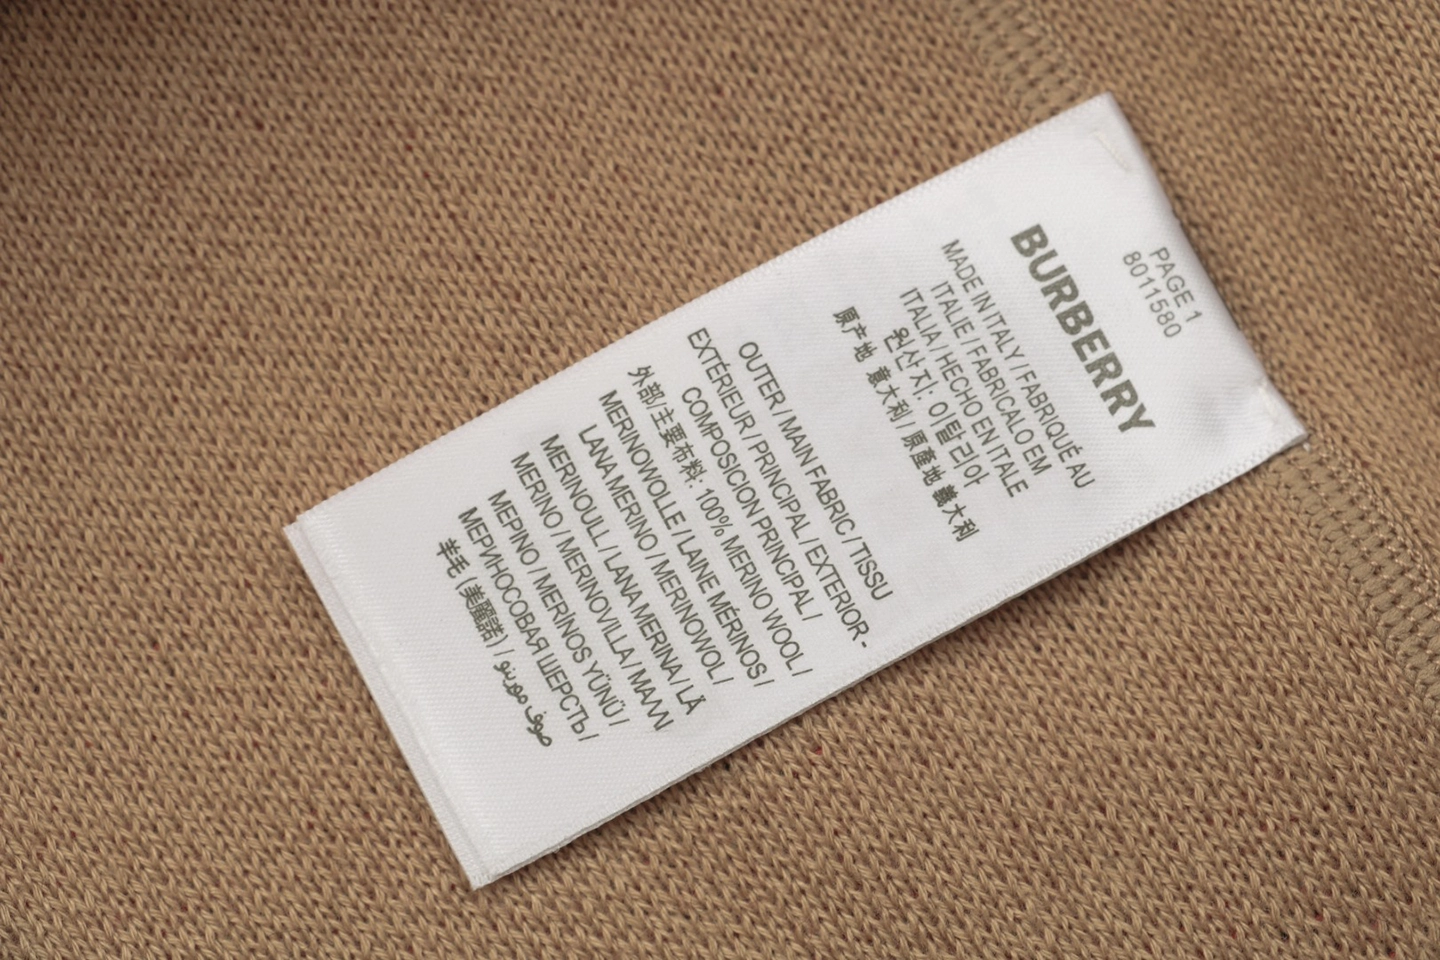 PAGE 1
8011580
BURBERRY
MADE IN ITALY / FABRIQUÉ AU
ITALIE / FABRICALO EM
ITALIA / HECHO EN ITALE
원산지: 이탈리아
原产地 意大利 / 原產地 義大利
OUTER / MAIN FABRIC / TISSU
EXTÉRIEUR / PRINCIPAL / EXTERIOR -
COMPOSICION PRINCIPAL /
外部/主要布料: 100% MERINO WOOL /
MERINOWOLLE / LAINE MÉRINOS /
LANA MERINO / MERINOWOL /
MERINOULL / LANA MERINA / LÃ
MERINO / MERINOVILLA / ΜΑΛΛΙ
ΜΕΡΙΝΟ / MERINOS YÜNÜ /
МЕРИНОСОВАЯ ШЕРСТЬ /
羊毛 (美麗諾) / صوف مورينو